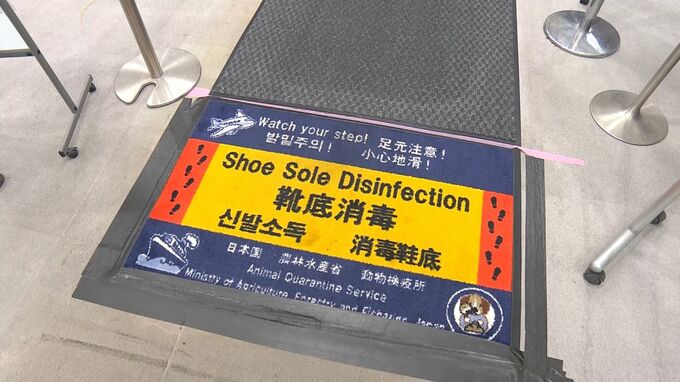 Watch your step! 足元注意!
발밑주의! 小心地滑!
Shoe Sole Disinfection
靴底消毒
신발소독 消毒鞋底
日本国 農林水産省 動物検疫所
Animal Quarantine Service
Ministry of Agriculture, Forestry and Fisheries, Japan